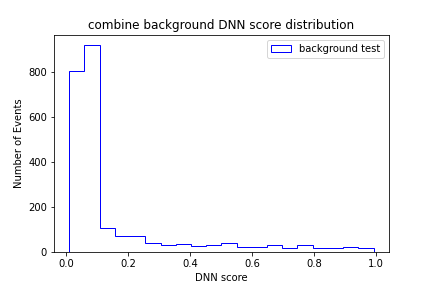 combine background DNN score distribution
background test
Number of Events
800
600
400
200
0
0.0 0.2 0.4 0.6 0.8 1.0
DNN score